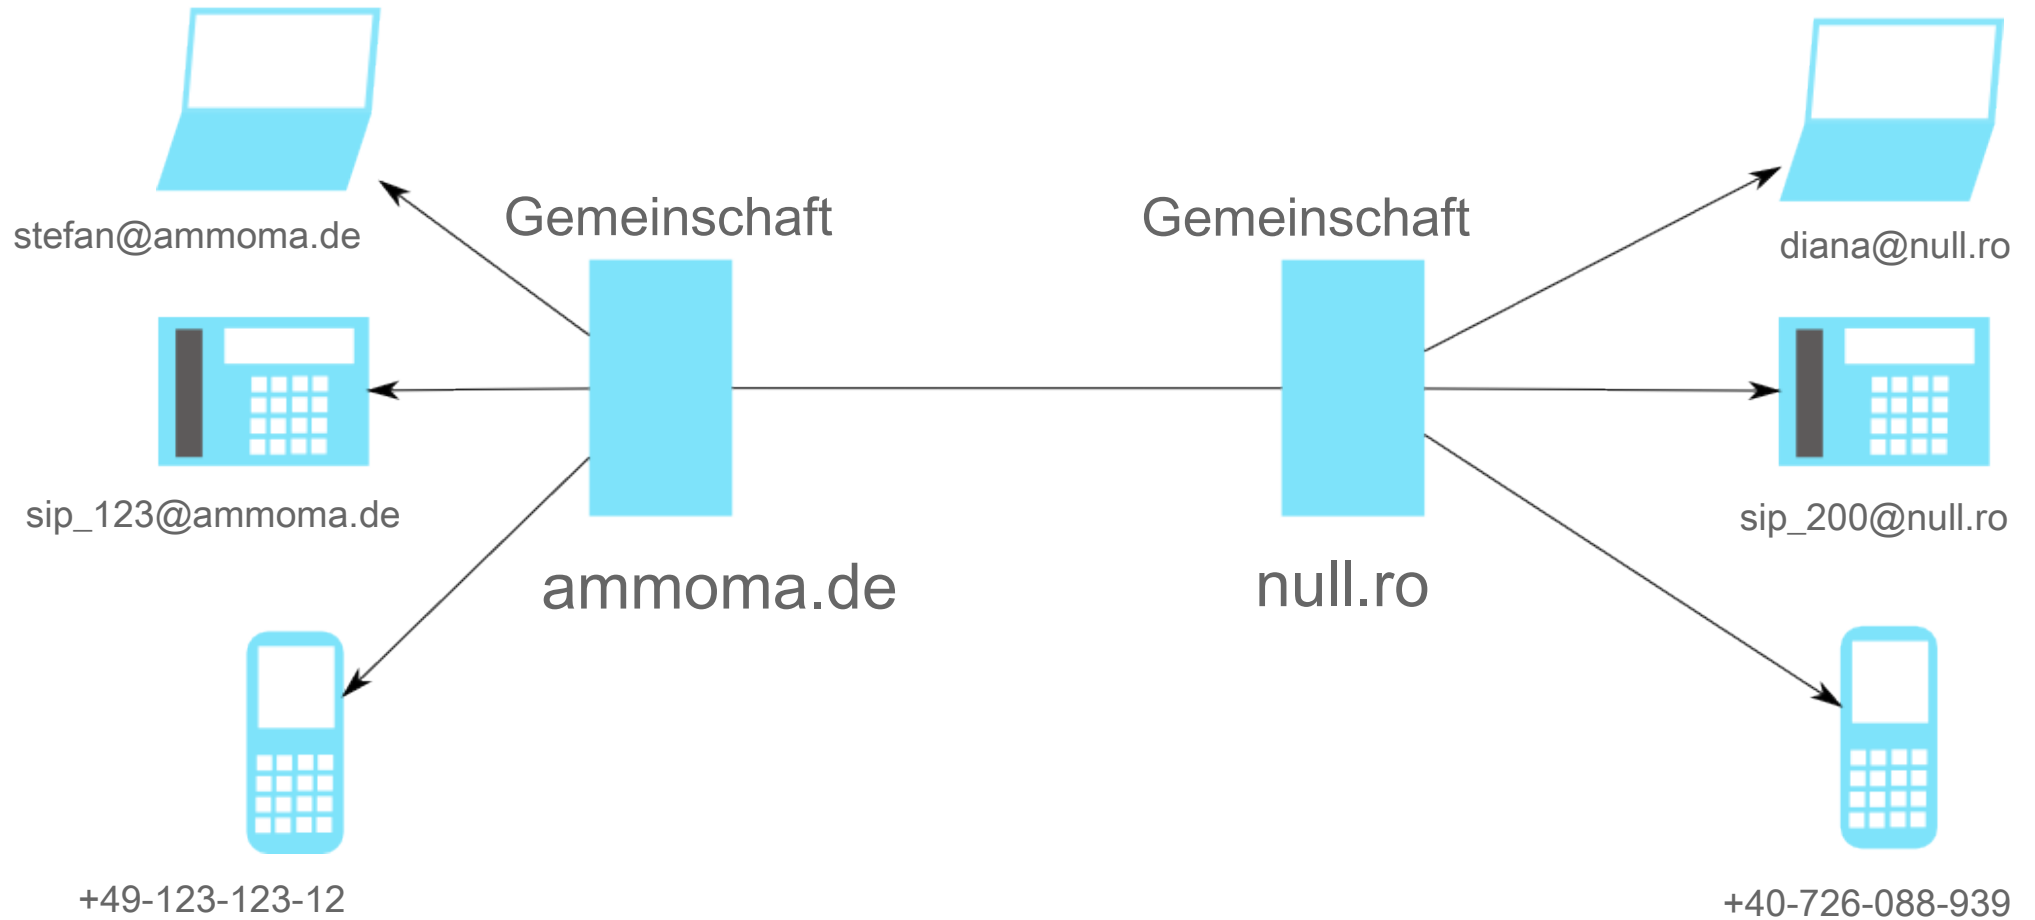 Gemeinschaft
Gemeinschaft
stefan@ammoma.de
diana@null.ro
sip_123@ammoma.de
sip_200@null.ro
ammoma.de
null.ro
+49-123-123-12
+40-726-088-939